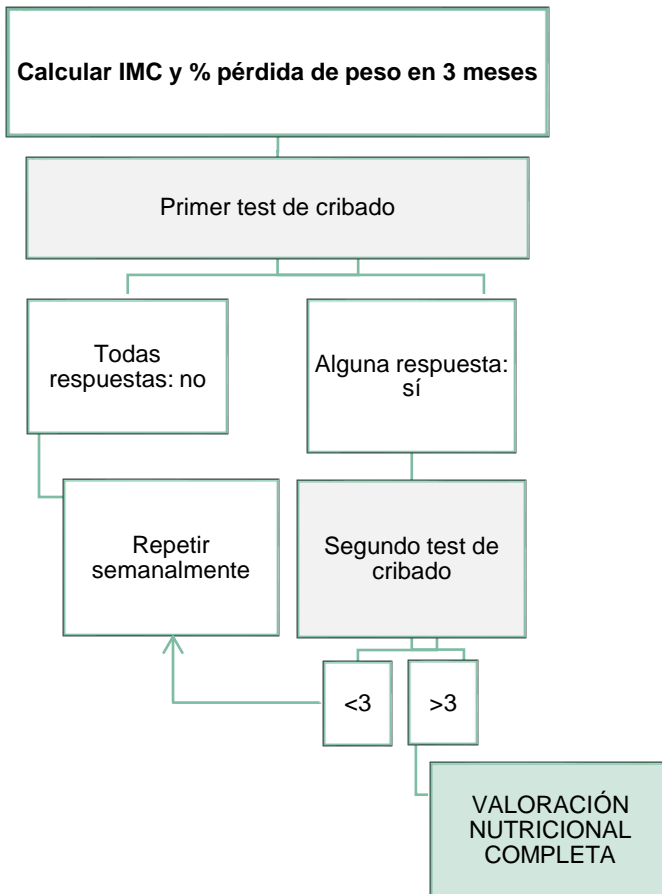 Calcular IMC y % pérdida de peso en 3 meses
Primer test de cribado
Todas
respuestas: no
Alguna respuesta:
sí
Repetir
semanalmente
Segundo test de
cribado
<3
>3
VALORACIÓN
NUTRICIONAL
COMPLETA